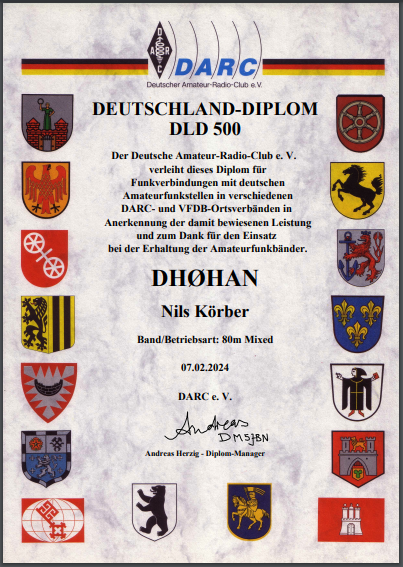 DARC
DARC
Deutscher Amateur-Radio-Club e.V.
DEUTSCHLAND-DIPLOM
DLD 500
Der Deutsche Amateur-Radio-Club e. V.
verleiht dieses Diplom für
Funkverbindungen mit deutschen
Amateurfunkstellen in verschiedenen
DARC- und VFDB-Ortsverbänden in
Anerkennung der damit bewiesenen Leistung
und zum Dank für den Einsatz
bei der Erhaltung der Amateurfunkbänder.
DHØHAN
Nils Körber
Band/Betriebsart: 80m Mixed
07.02.2024
DARC e. V.
Andreas
DM5JBN
Andreas Herzig - Diplom-Manager